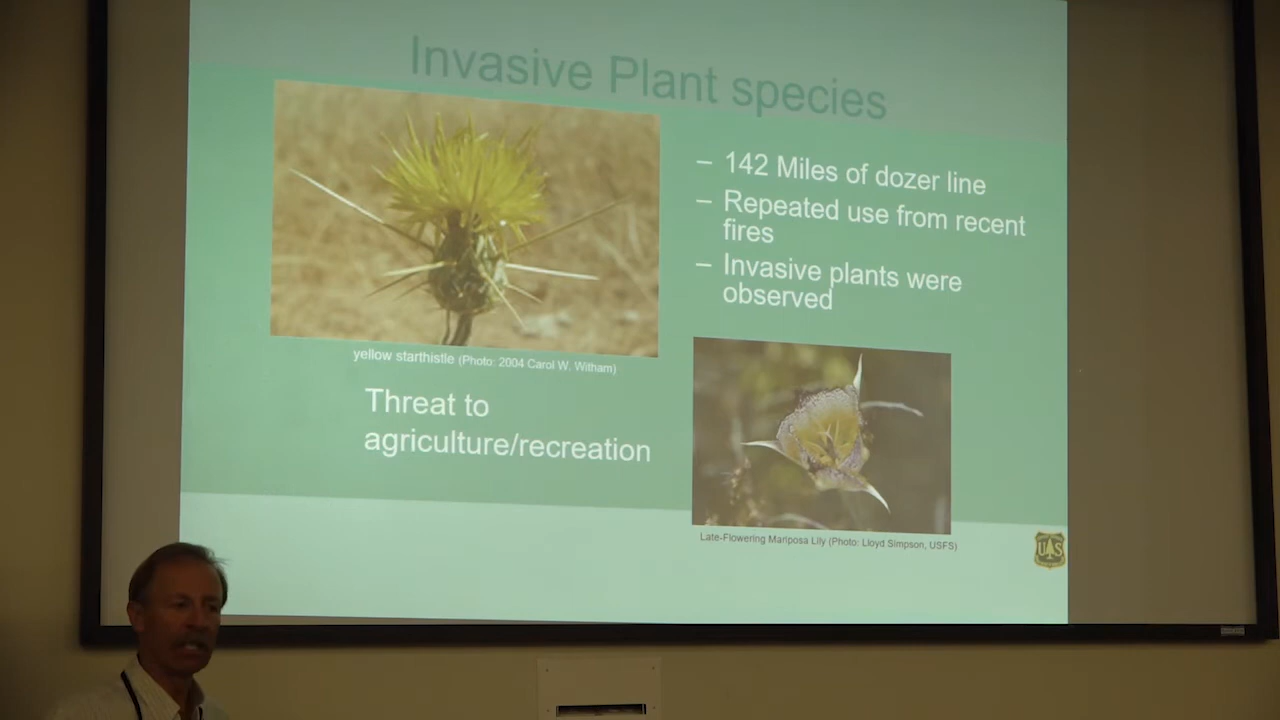 Invasive Plant species
– 142 Miles of dozer line
– Repeated use from recent
fires
– Invasive plants were
observed
yellow starthistle (Photo: 2004 Carol W. Witham)
Threat to
agriculture/recreation
Late-Flowering Mariposa Lily (Photo: Lloyd Simpson, USFS)
U S